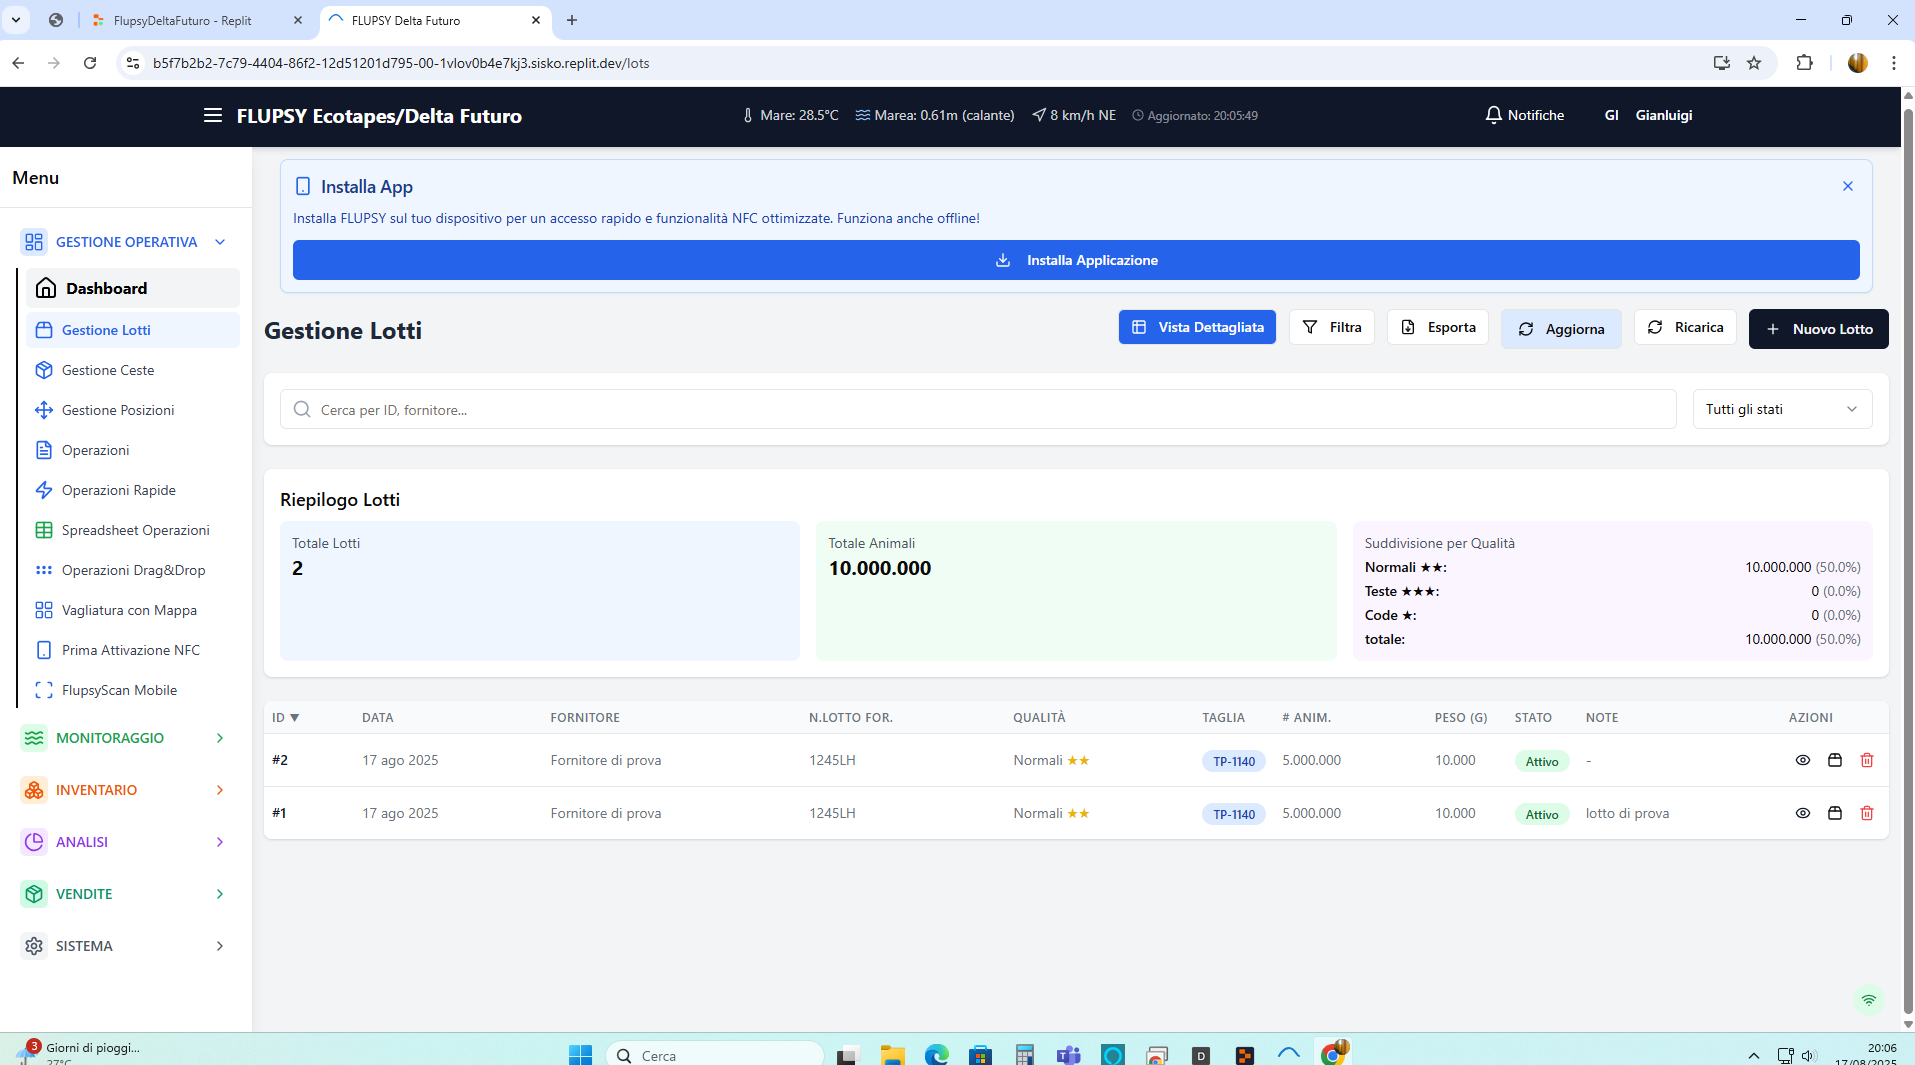 FlupsyDeltaFuturo - Replit
FLUPSY Delta Futuro
b5f7b2b2-7c79-4404-86f2-12d51201d795-00-1vlov0b4e7kj3.sisko.replit.dev/lots
FLUPSY Ecotapes/Delta Futuro
Mare: 28.5°C
Marea: 0.61m (calante)
8 km/h NE
Aggiornato: 20:05:49
Notifiche
GI
Gianluigi
Menu
GESTIONE OPERATIVA
Dashboard
Gestione Lotti
Gestione Ceste
Gestione Posizioni
Operazioni
Operazioni Rapide
Spreadsheet Operazioni
Operazioni Drag&Drop
Vagliatura con Mappa
Prima Attivazione NFC
FlupsyScan Mobile
MONITORAGGIO
INVENTARIO
ANALISI
VENDITE
SISTEMA
Installa App
Installa FLUPSY sul tuo dispositivo per un accesso rapido e funzionalità NFC ottimizzate. Funziona anche offline!
Installa Applicazione
Gestione Lotti
Vista Dettagliata
Filtra
Esporta
Aggiorna
Ricarica
Nuovo Lotto
Cerca per ID, fornitore...
Tutti gli stati
Riepilogo Lotti
Totale Lotti
2
Totale Animali
10.000.000
Suddivisione per Qualità
Normali ★★: 10.000.000 (50.0%)
Teste ★★★: 0 (0.0%)
Code ★: 0 (0.0%)
totale: 10.000.000 (50.0%)
ID ▼ DATA FORNITORE N.LOTTO FOR. QUALITÀ TAGLIA # ANIM. PESO (G) STATO NOTE AZIONI
#2 17 ago 2025 Fornitore di prova 1245LH Normali ★★ TP-1140 5.000.000 10.000 Attivo -
#1 17 ago 2025 Fornitore di prova 1245LH Normali ★★ TP-1140 5.000.000 10.000 Attivo lotto di prova
3
Giorni di pioggi...
27°C
Cerca
D
20:06
17/08/2025